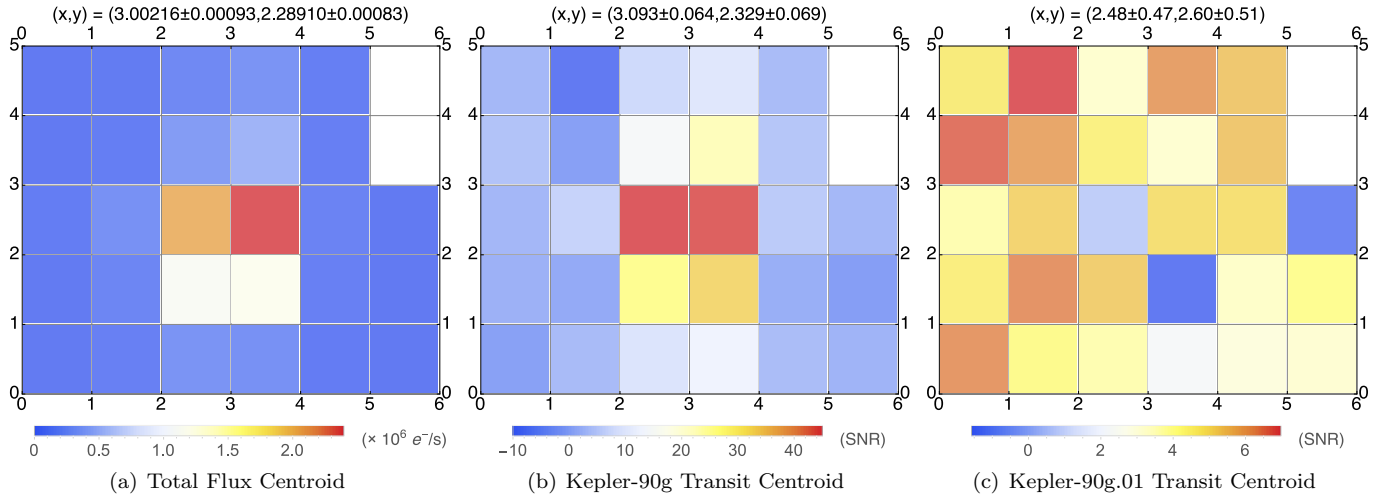 (x,y) = (3.00216±0.00093,2.28910±0.00083)
0 1 2 3 4 5 6
5
4
3
2
1
0
5
4
3
2
1
0
0 1 2 3 4 5 6
0 0.5 1.0 1.5 2.0 (× 10⁶ e⁻/s)
(a) Total Flux Centroid
(x,y) = (3.093±0.064,2.329±0.069)
0 1 2 3 4 5 6
5
4
3
2
1
0
5
4
3
2
1
0
0 1 2 3 4 5 6
−10 0 10 20 30 40 (SNR)
(b) Kepler-90g Transit Centroid
(x,y) = (2.48±0.47,2.60±0.51)
0 1 2 3 4 5 6
5
4
3
2
1
0
5
4
3
2
1
0
0 1 2 3 4 5 6
0 2 4 6 (SNR)
(c) Kepler-90g.01 Transit Centroid